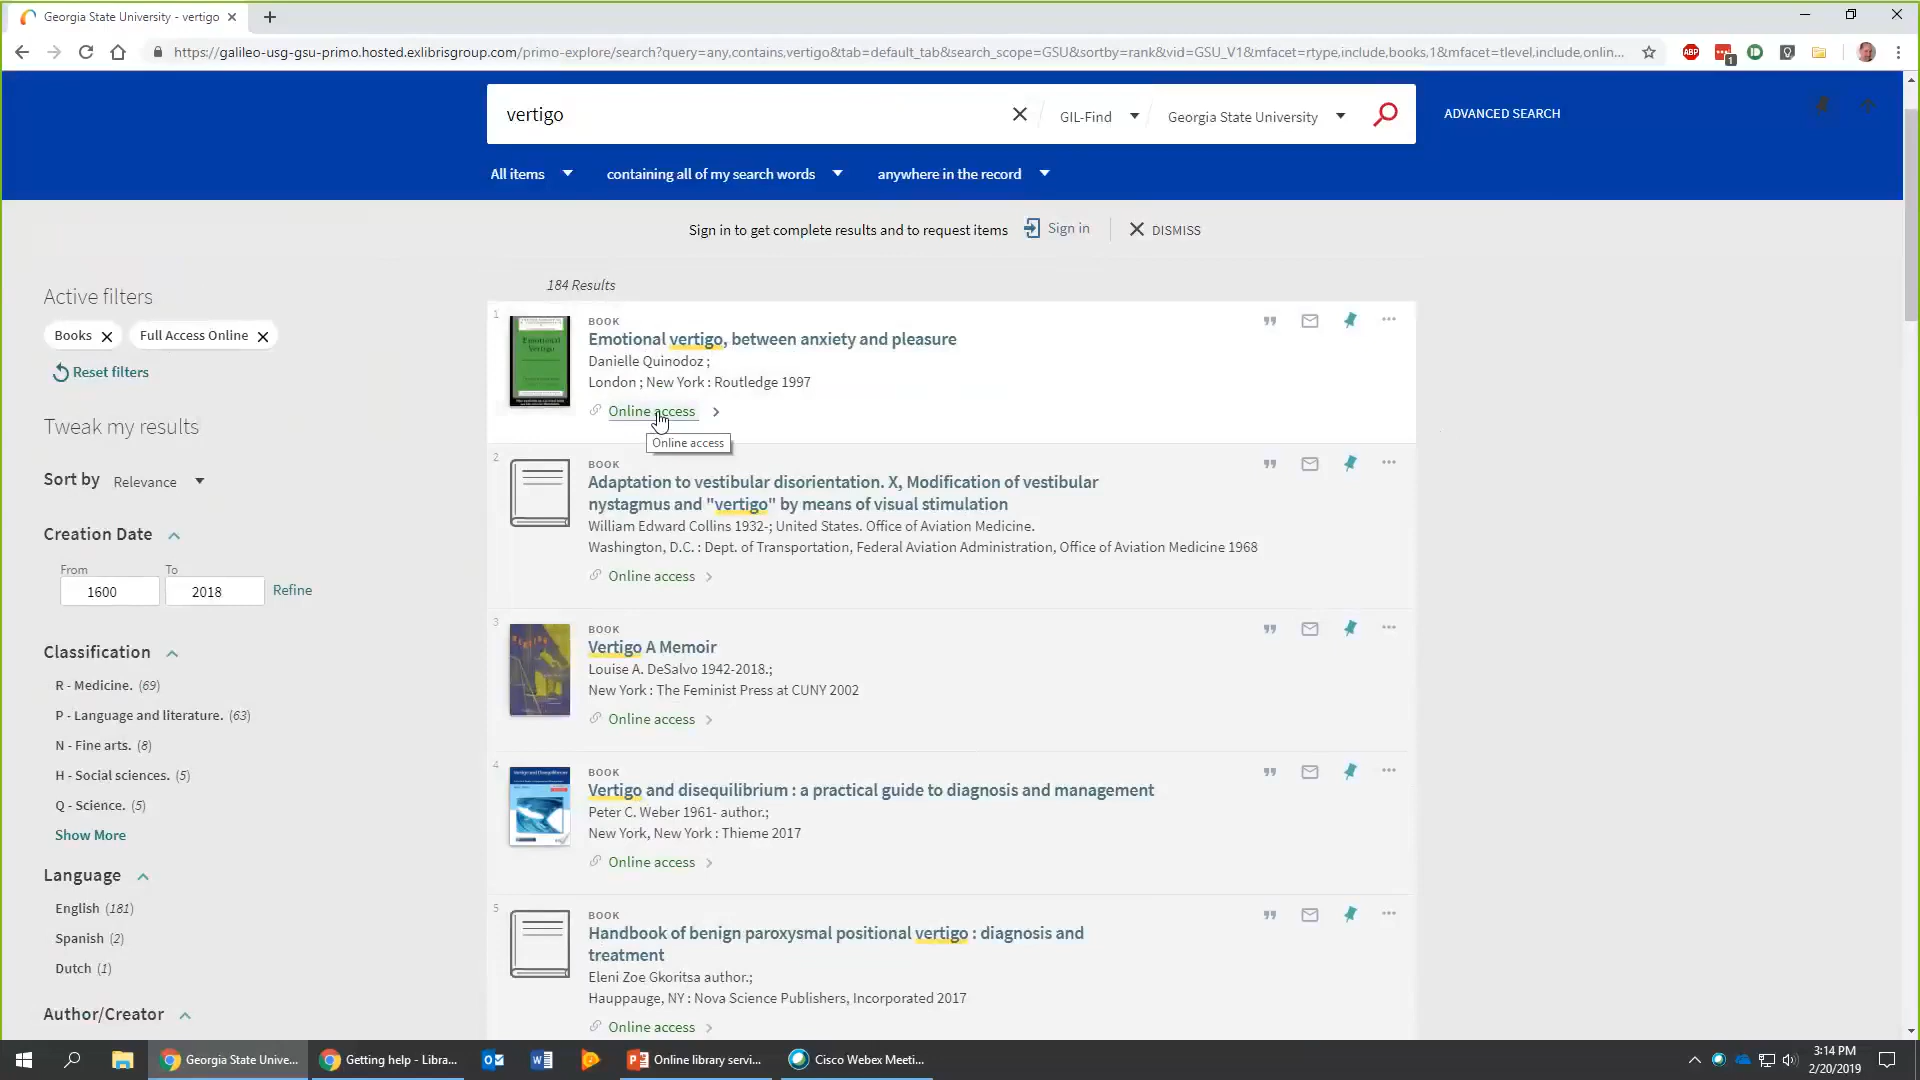 Georgia State University - vertigo
https://galileo-usg-gsu-primo.hosted.exlibrisgroup.com/primo-explore/search?query=any,contains,vertigo&tab=default_tab&search_scope=GSU&sortby=rank&vid=GSU_V1&mfacet=rtype,include,books,1&mfacet=tlevel,include,onlin...
ABP
1
vertigo
GIL-Find
Georgia State University
ADVANCED SEARCH
All items
containing all of my search words
anywhere in the record
Sign in to get complete results and to request items
Sign in
DISMISS
Active filters
Books
Full Access Online
Reset filters
Tweak my results
Sort by Relevance
Creation Date
From To
1600 2018 Refine
Classification
R - Medicine. (69)
P - Language and literature. (63)
N - Fine arts. (8)
H - Social sciences. (5)
Q - Science. (5)
Show More
Language
English (181)
Spanish (2)
Dutch (1)
Author/Creator
184 Results
1
Emotional
Vertigo
BOOK
Emotional vertigo, between anxiety and pleasure
Danielle Quinodoz ;
London ; New York : Routledge 1997
Online access
Online access
2
BOOK
Adaptation to vestibular disorientation. X, Modification of vestibular
nystagmus and "vertigo" by means of visual stimulation
William Edward Collins 1932-; United States. Office of Aviation Medicine.
Washington, D.C. : Dept. of Transportation, Federal Aviation Administration, Office of Aviation Medicine 1968
Online access
3
BOOK
Vertigo A Memoir
Louise A. DeSalvo 1942-2018.;
New York : The Feminist Press at CUNY 2002
Online access
4
Vertigo and Disequilibrium
BOOK
Vertigo and disequilibrium : a practical guide to diagnosis and management
Peter C. Weber 1961- author.;
New York, New York : Thieme 2017
Online access
5
BOOK
Handbook of benign paroxysmal positional vertigo : diagnosis and
treatment
Eleni Zoe Gkoritsa author.;
Hauppauge, NY : Nova Science Publishers, Incorporated 2017
Online access
Georgia State Unive...
Getting help - Libra...
Online library servi...
Cisco Webex Meeti...
3:14 PM
2/20/2019